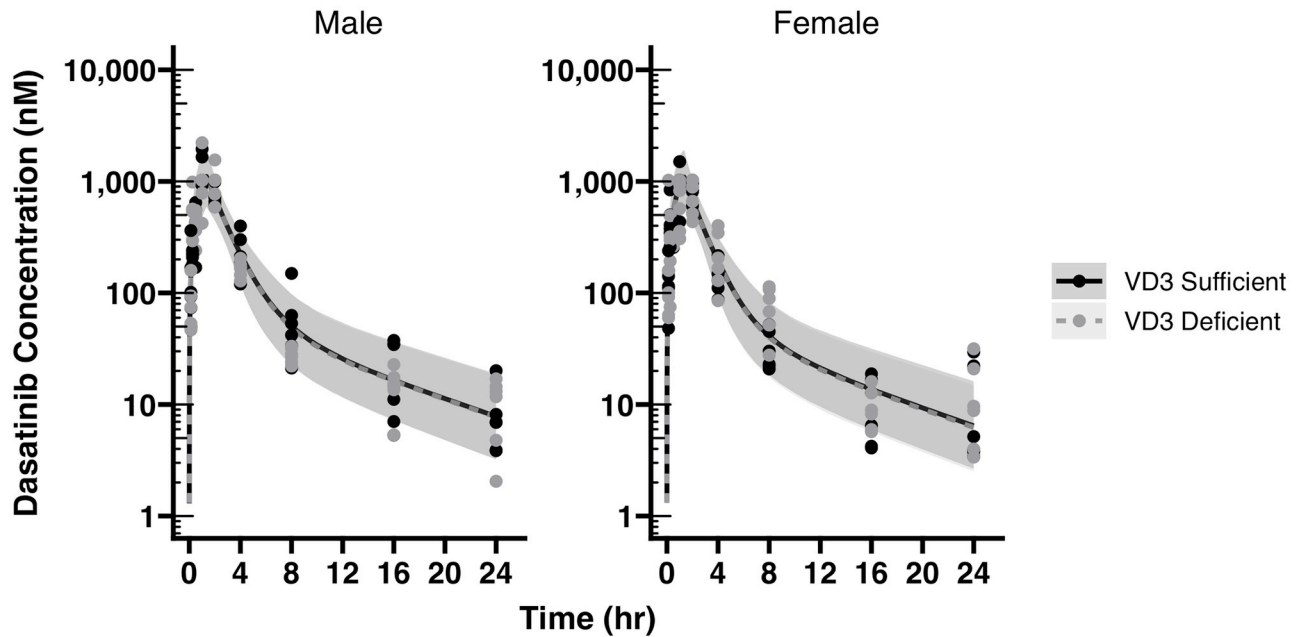 Male
Female
Dasatinib Concentration (nM)
10,000
1,000
100
10
1
10,000
1,000
100
10
1
0 4 8 12 16 20 24
0 4 8 12 16 20 24
Time (hr)
VD3 Sufficient
VD3 Deficient